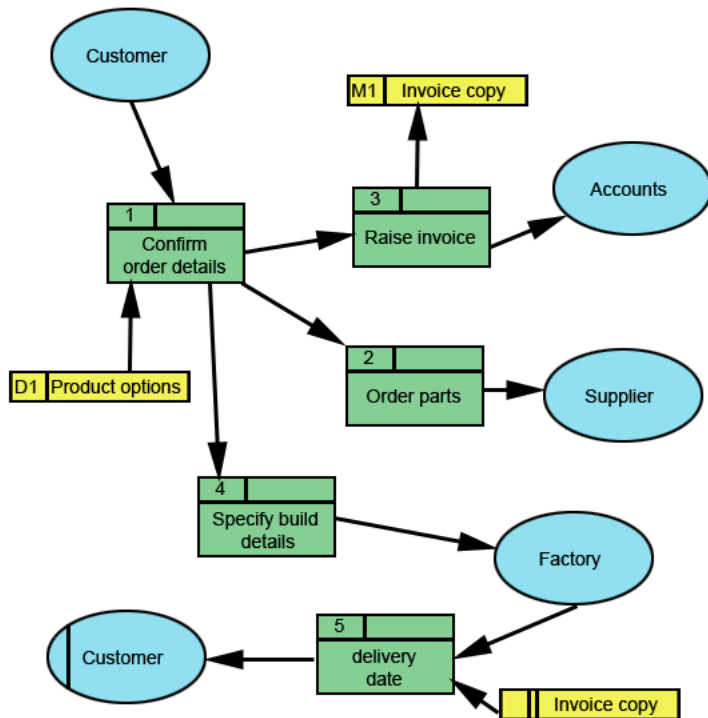 Customer
M1 Invoice copy
Accounts
3
Raise invoice
1
Confirm
order details
2
Order parts
Supplier
D1 Product options
4
Specify build
details
Factory
5
delivery
date
Customer
Invoice copy